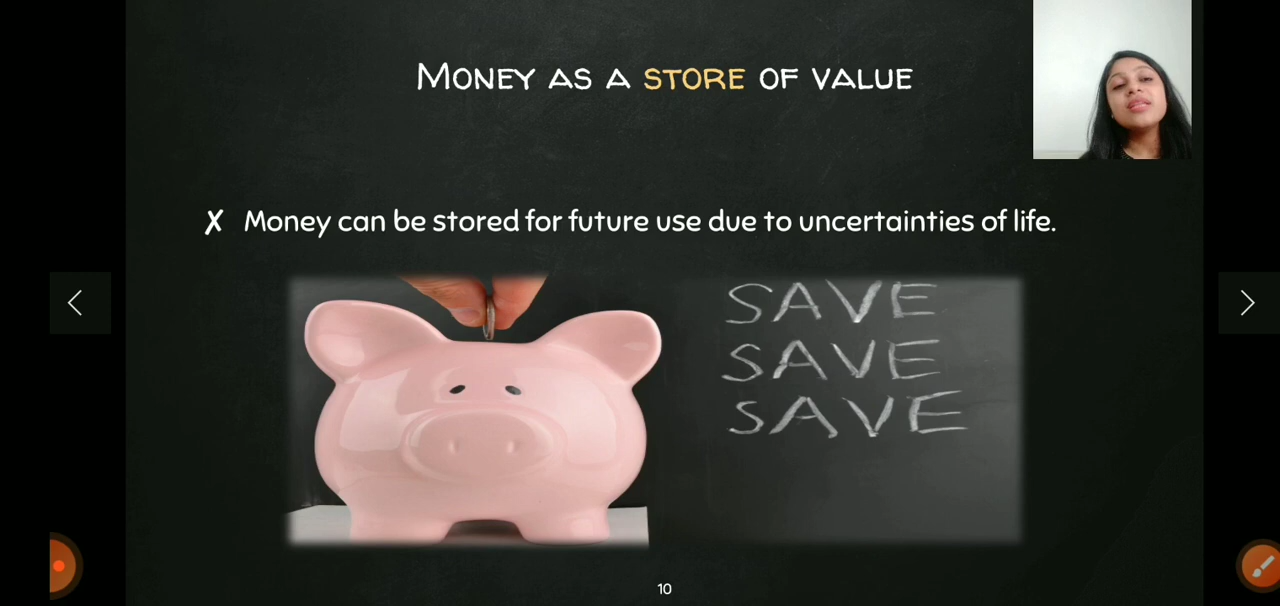 Money as a store of value
✗ Money can be stored for future use due to uncertainties of life.
SAVE
SAVE
SAVE
10